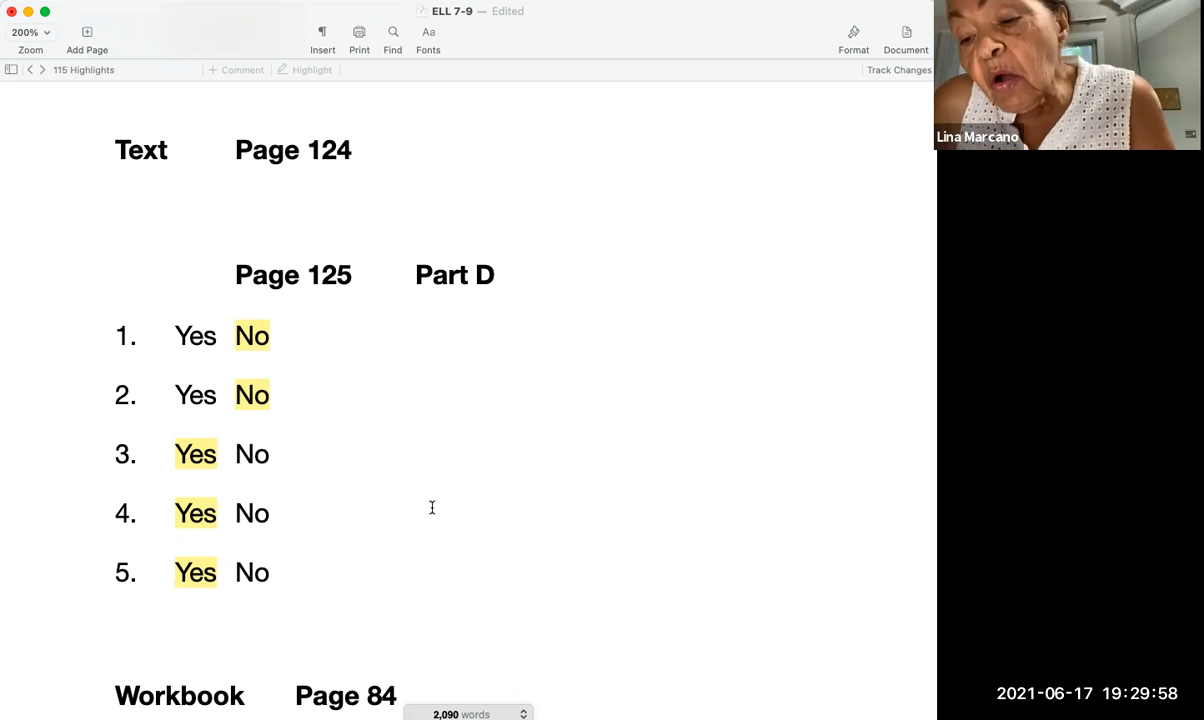 ELL 7-9 — Edited
200%
Zoom
Add Page
Insert
Print
Find
Aa
Fonts
Format
Document
115 Highlights
+ Comment
Highlight
Track Changes
Lina Marcano
Text Page 124
Page 125 Part D
1. Yes No
2. Yes No
3. Yes No
4. Yes No
5. Yes No
Workbook Page 84
2,090 words
2021-06-17 19:29:58